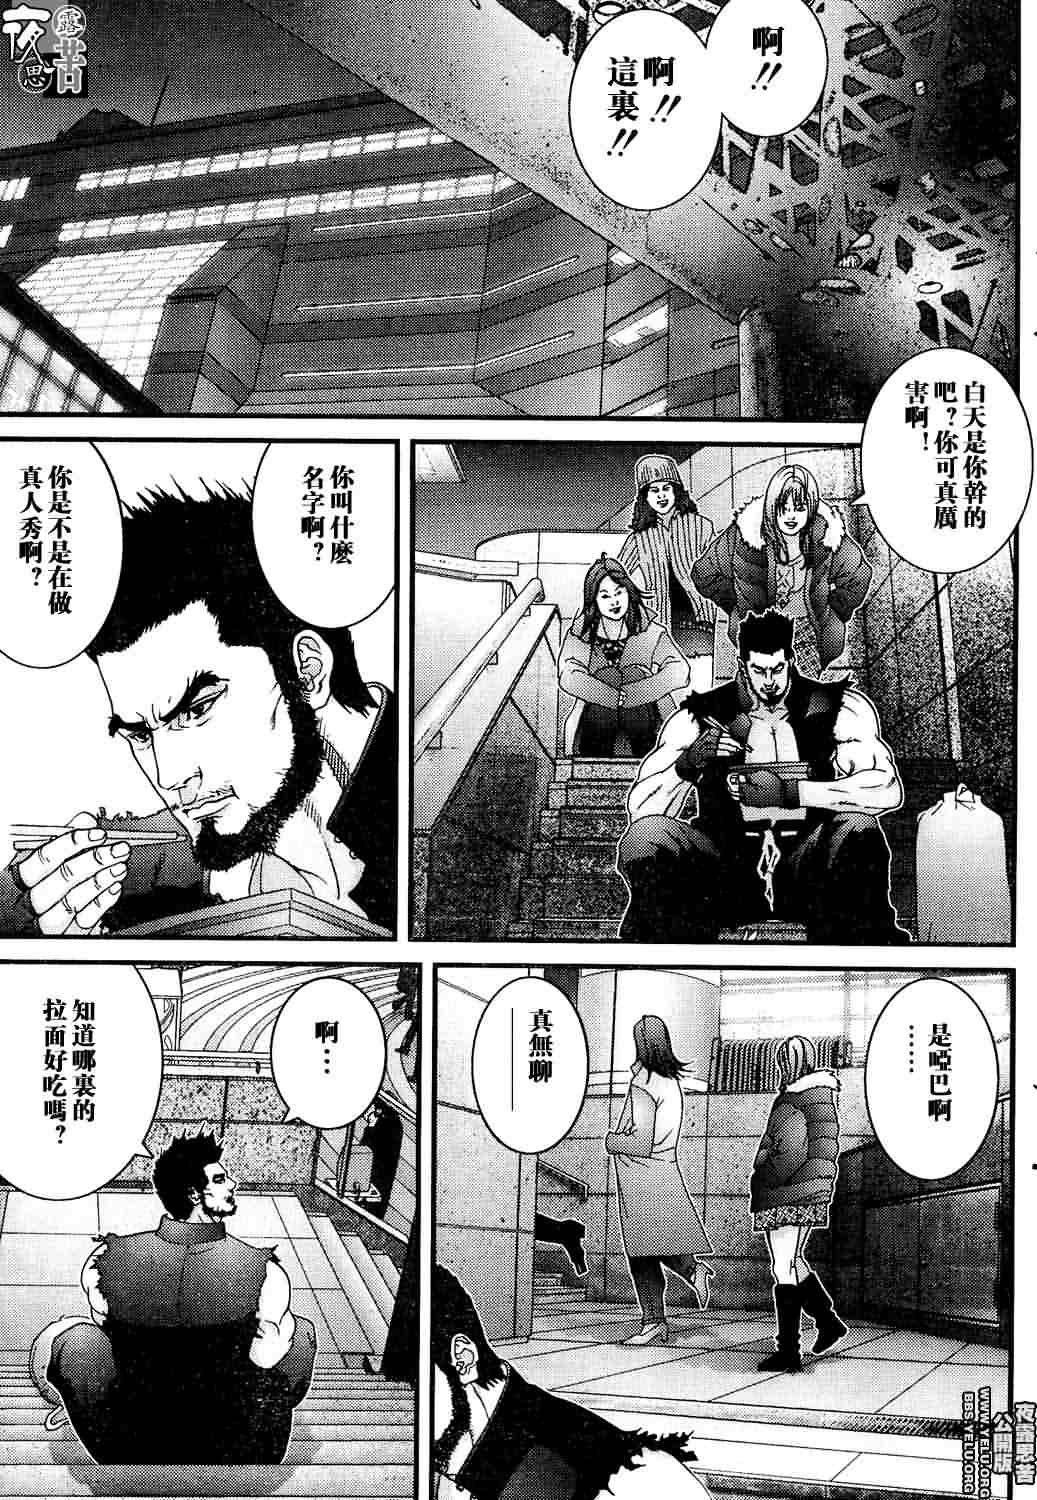 夜露
思苦
啊!!
啊!!
這裏!!
白天是你幹的
吧?你可真厲
害啊!
你叫什麽
名字啊?
你是不是在做
真人秀啊?
是啞巴啊
……
真無聊
——
啊…
知道哪裏的
拉面好吃嗎?
夜露思苦
公開版
WWW.YELU.ORG
BBS.YELU.ORG